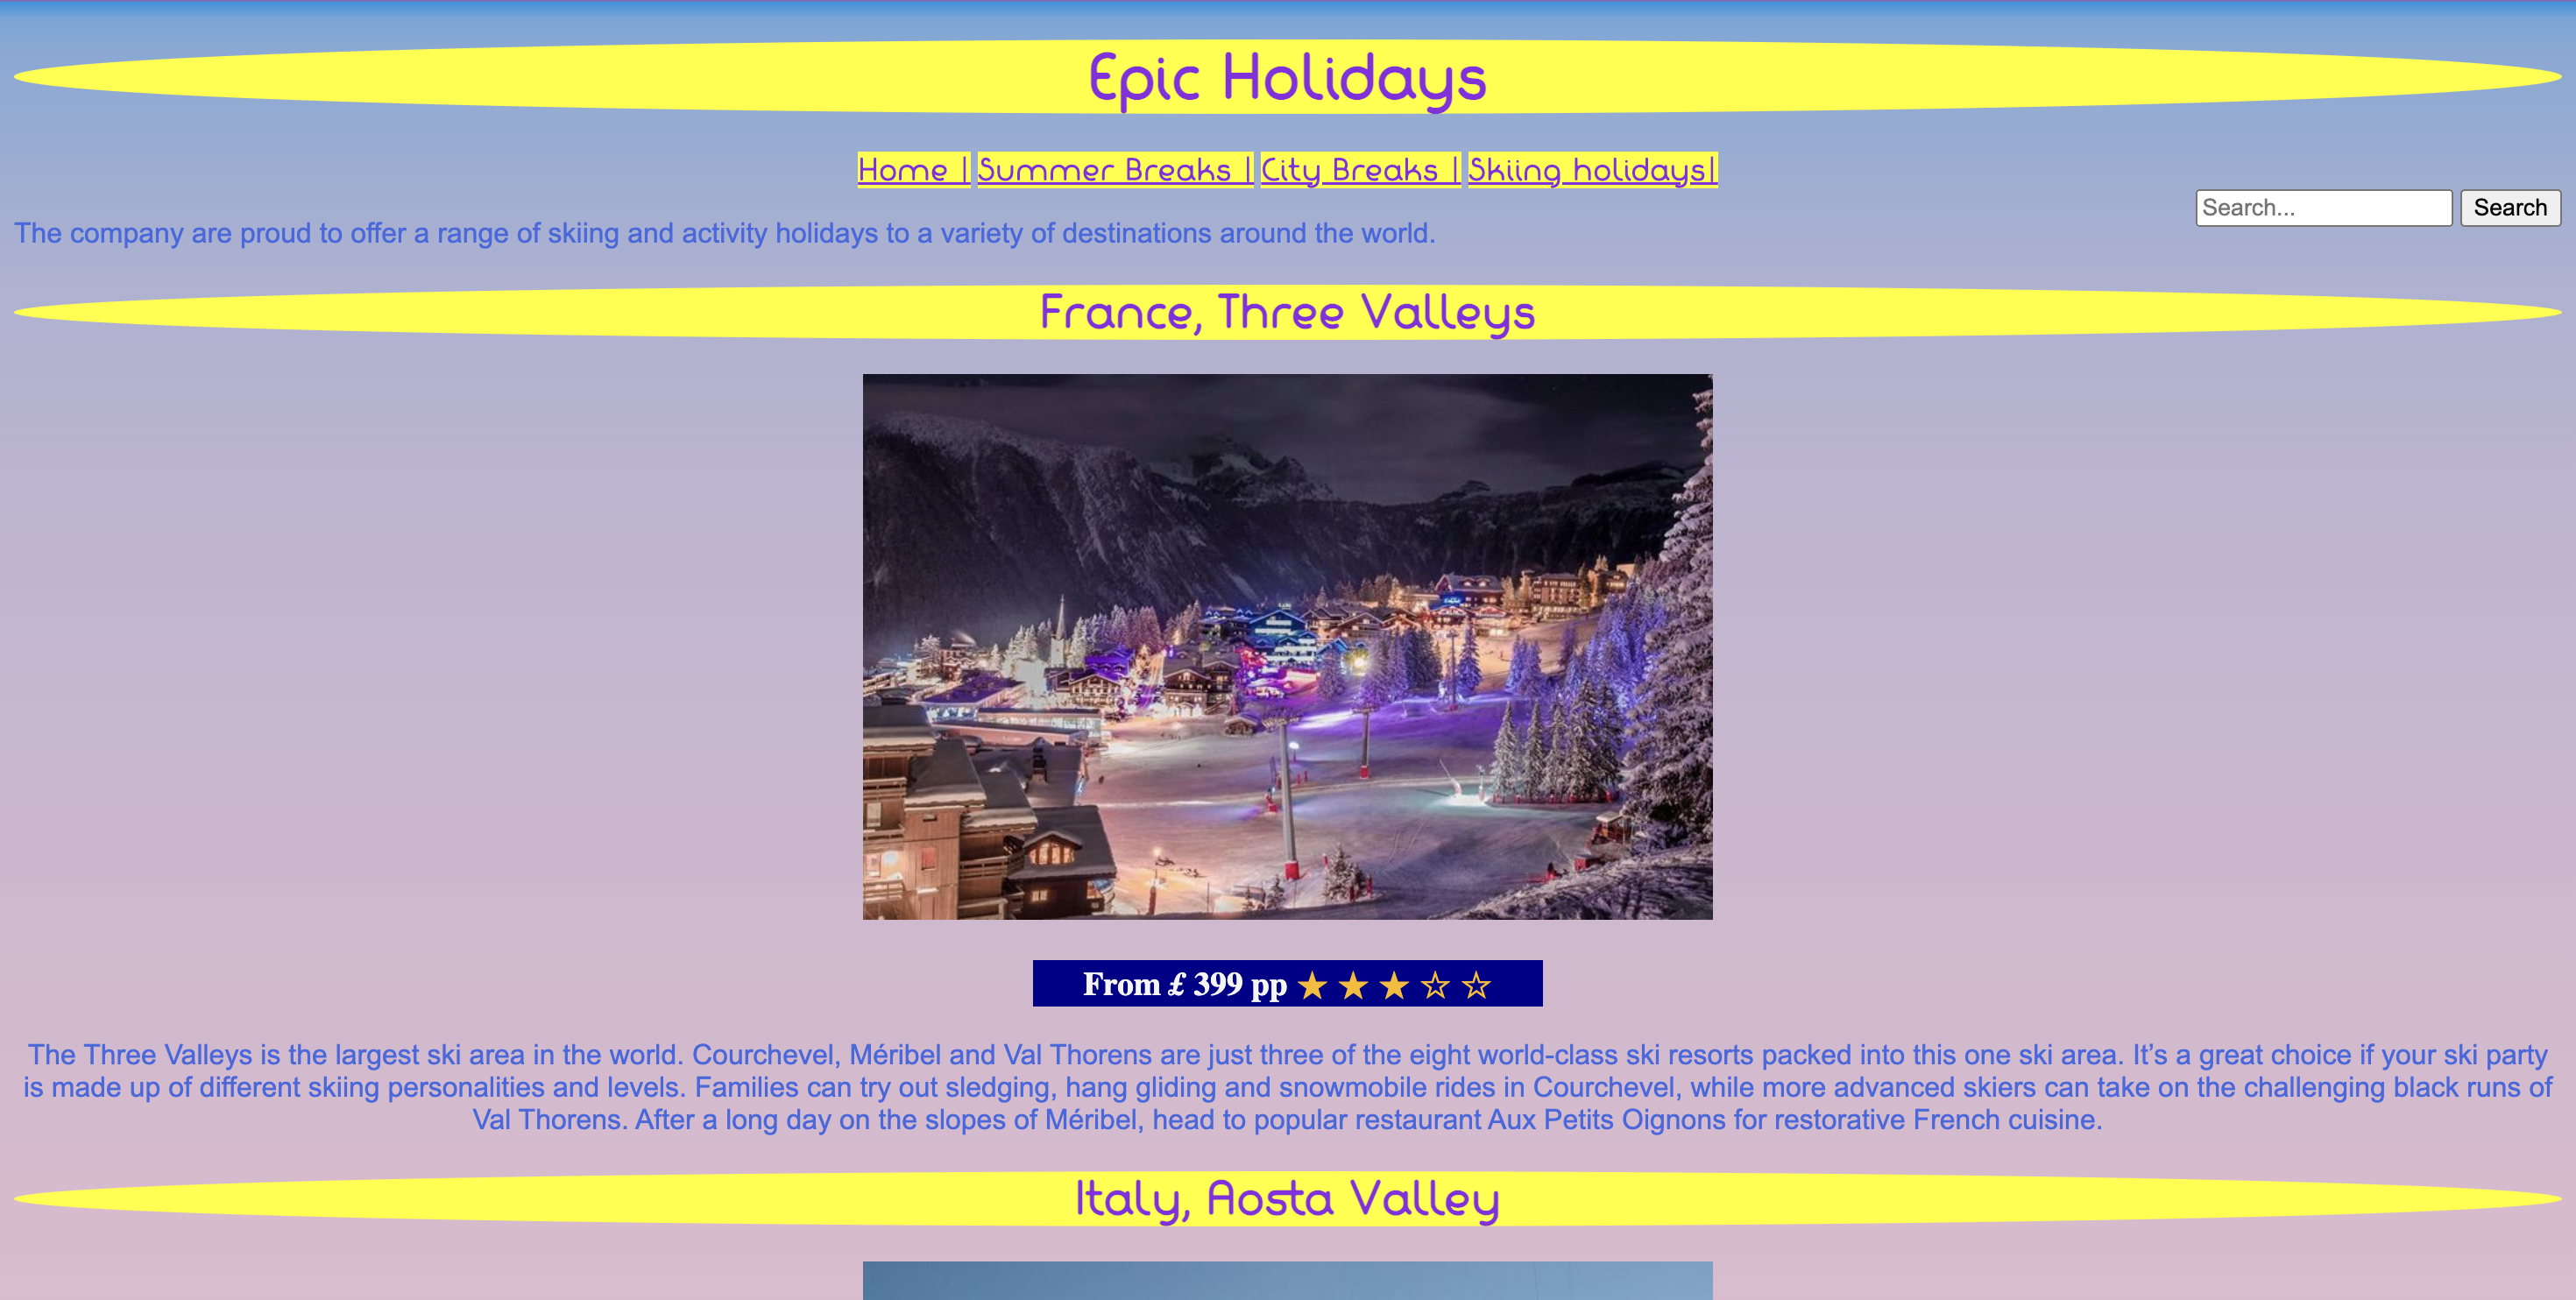 Epic Holidays
Home | Summer Breaks | City Breaks | Skiing holidays|
Search... Search
The company are proud to offer a range of skiing and activity holidays to a variety of destinations around the world.
France, Three Valleys
From £ 399 pp ★ ★ ★ ☆ ☆
The Three Valleys is the largest ski area in the world. Courchevel, Méribel and Val Thorens are just three of the eight world-class ski resorts packed into this one ski area. It’s a great choice if your ski party
is made up of different skiing personalities and levels. Families can try out sledging, hang gliding and snowmobile rides in Courchevel, while more advanced skiers can take on the challenging black runs of
Val Thorens. After a long day on the slopes of Méribel, head to popular restaurant Aux Petits Oignons for restorative French cuisine.
Italy, Aosta Valley